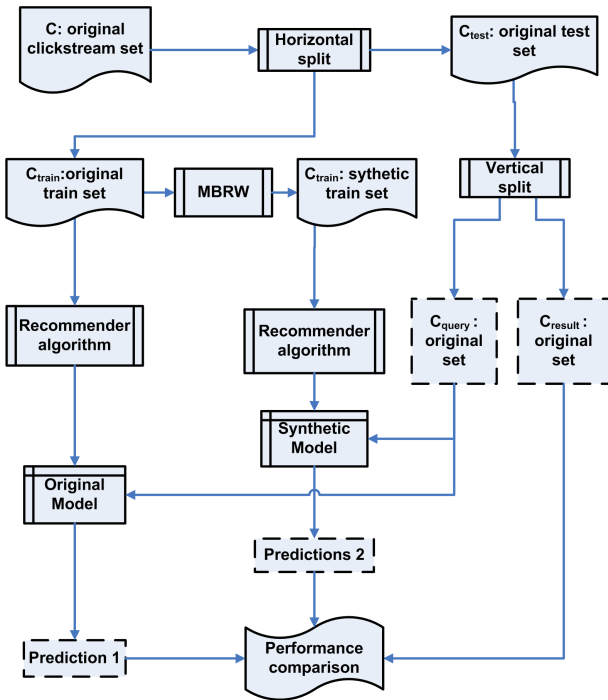 C: original
clickstream set
Horizontal
split
Ctest: original test
set
Ctrain:original
train set
MBRW
Ctrain: sythetic
train set
Vertical
split
Recommender
algorithm
Recommender
algorithm
Cquery :
original
set
Cresult :
original
set
Synthetic
Model
Original
Model
Predictions 2
Prediction 1
Performance
comparison